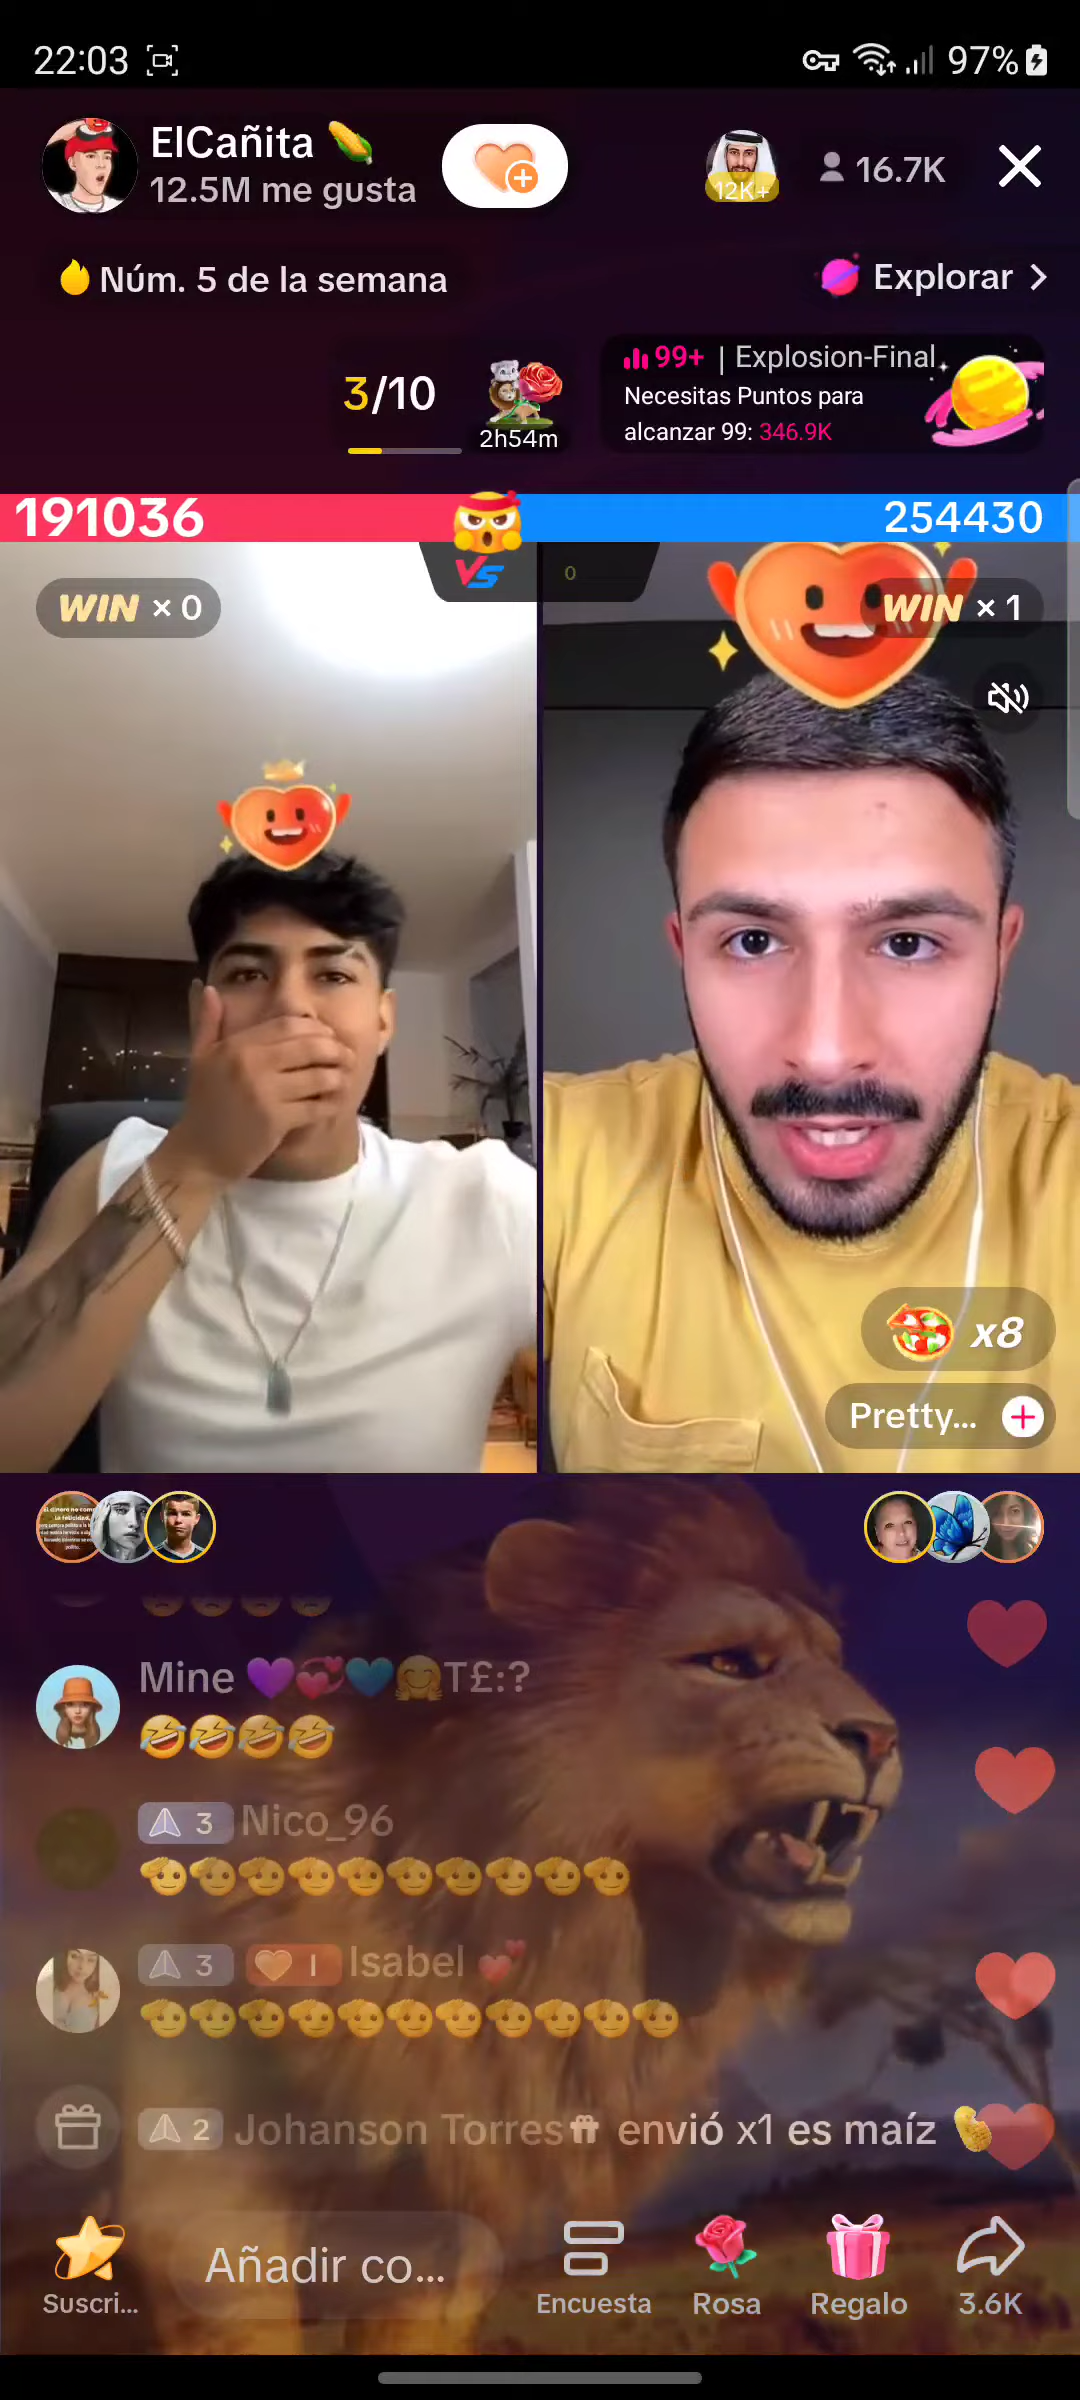 22:03
97%
ElCañita
12.5M me gusta
12K+
16.7K
Núm. 5 de la semana
Explorar
3/10
2h54m
99+ | Explosion-Final
Necesitas Puntos para
alcanzar 99: 346.9K
191036
254430
VS
0
WIN × 0
WIN × 1
x8
Pretty...
Mine T£:?
3 Nico_96
3 I Isabel
2 Johanson Torres envió x1 es maíz
Añadir co...
Suscri...
Encuesta
Rosa
Regalo
3.6K